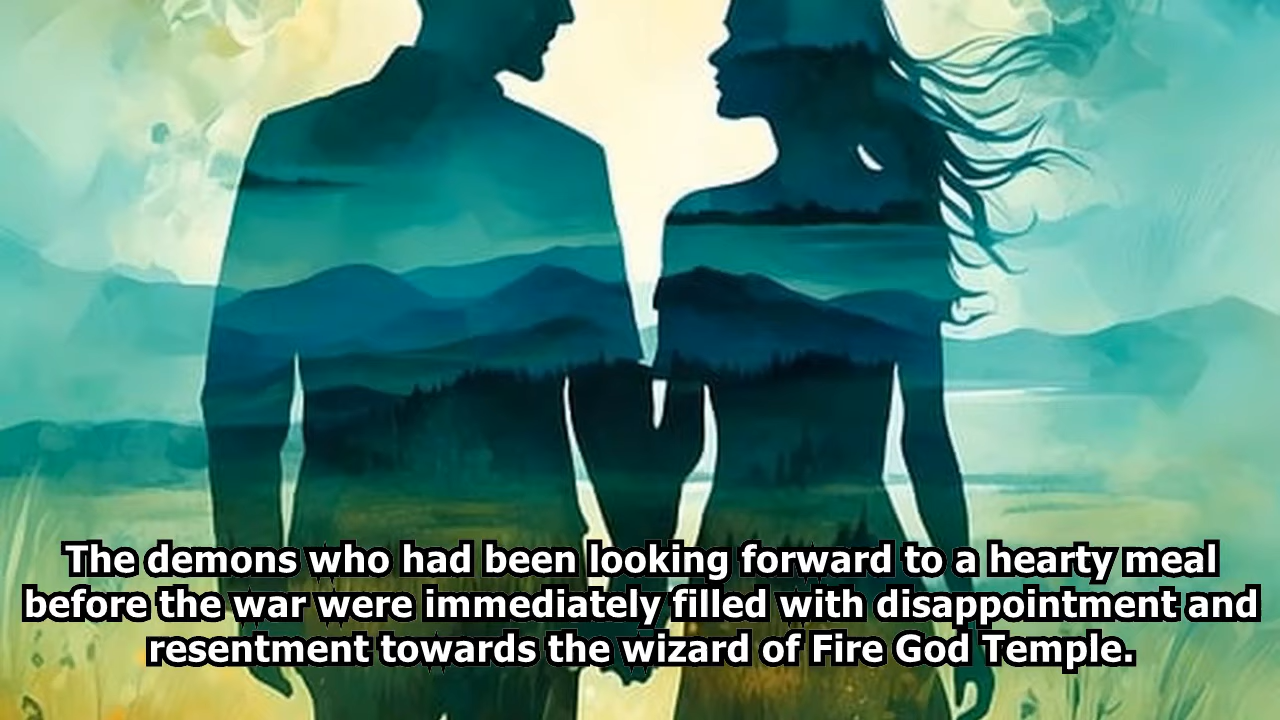 The demons who had been looking forward to a hearty meal
before the war were immediately filled with disappointment and
resentment towards the wizard of Fire God Temple.